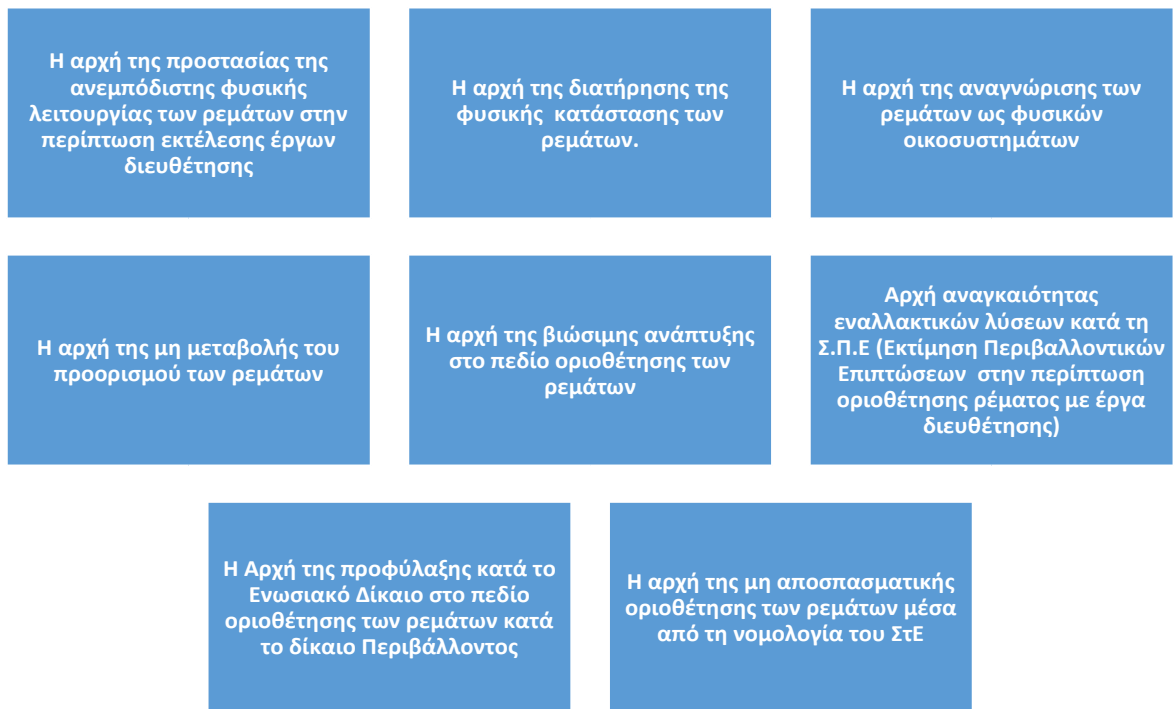 Η αρχή της προστασίας της
ανεμπόδιστης φυσικής
λειτουργίας των ρεμάτων στην
περίπτωση εκτέλεσης έργων
διευθέτησης
Η αρχή της διατήρησης της
φυσικής κατάστασης των
ρεμάτων.
Η αρχή της αναγνώρισης των
ρεμάτων ως φυσικών
οικοσυστημάτων
Η αρχή της μη μεταβολής του
προορισμού των ρεμάτων
Η αρχή της βιώσιμης ανάπτυξης
στο πεδίο οριοθέτησης των
ρεμάτων
Αρχή αναγκαιότητας
εναλλακτικών λύσεων κατά τη
Σ.Π.Ε (Εκτίμηση Περιβαλλοντικών
Επιπτώσεων στην περίπτωση
οριοθέτησης ρέματος με έργα
διευθέτησης)
Η Αρχή της προφύλαξης κατά το
Ενωσιακό Δίκαιο στο πεδίο
οριοθέτησης των ρεμάτων κατά
το δίκαιο Περιβάλλοντος
Η αρχή της μη αποσπασματικής
οριοθέτησης των ρεμάτων μέσα
από τη νομολογία του ΣτΕ